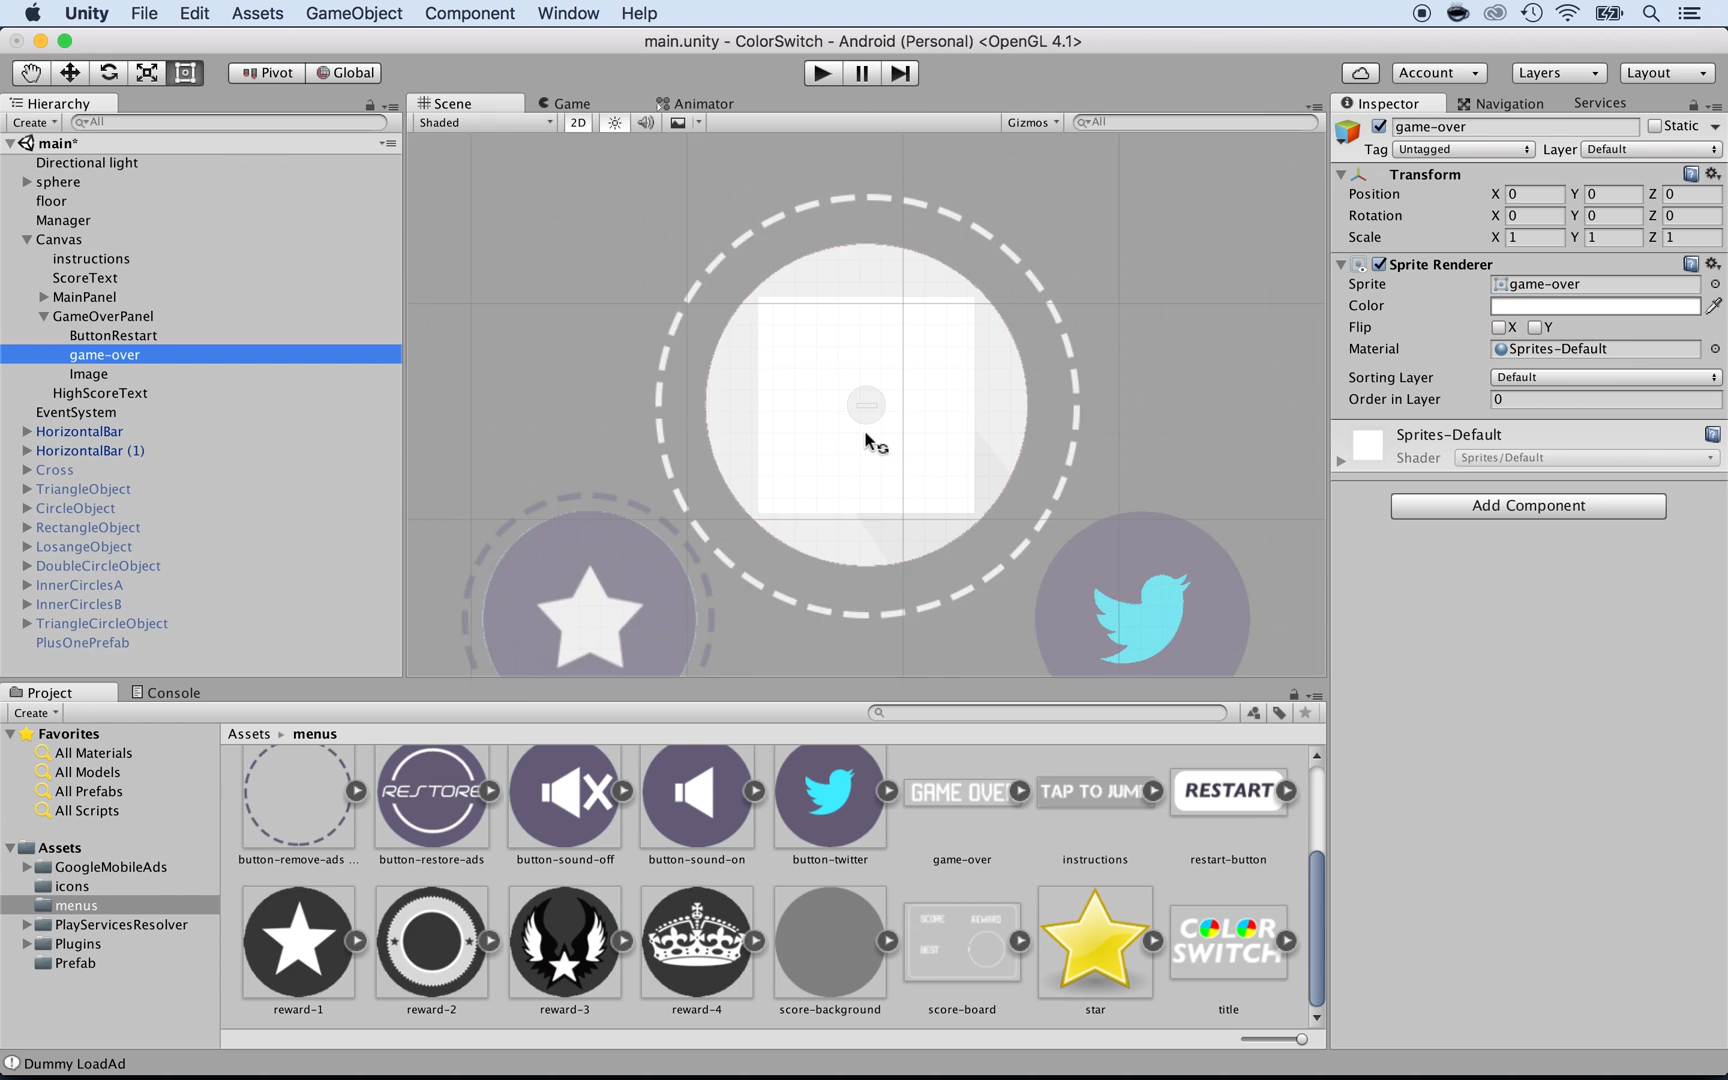 Unity File Edit Assets GameObject Component Window Help
main.unity - ColorSwitch - Android (Personal) <OpenGL 4.1>
Pivot Global Account Layers Layout
Hierarchy
Create All
main*
Directional light
sphere
floor
Manager
Canvas
instructions
ScoreText
MainPanel
GameOverPanel
ButtonRestart
game-over
Image
HighScoreText
EventSystem
HorizontalBar
HorizontalBar (1)
Cross
TriangleObject
CircleObject
RectangleObject
LosangeObject
DoubleCircleObject
InnerCirclesA
InnerCirclesB
TriangleCircleObject
PlusOnePrefab
Scene Game Animator
Shaded 2D Gizmos All
Inspector Navigation Services
game-over Static
Tag Untagged Layer Default
Transform
Position X 0 Y 0 Z 0
Rotation X 0 Y 0 Z 0
Scale X 1 Y 1 Z 1
Sprite Renderer
Sprite game-over
Color
Flip X Y
Material Sprites-Default
Sorting Layer Default
Order in Layer 0
Sprites-Default
Shader Sprites/Default
Add Component
Project Console
Create
Favorites
All Materials
All Models
All Prefabs
All Scripts
Assets
GoogleMobileAds
icons
menus
PlayServicesResolver
Plugins
Prefab
Assets menus
RESTORE GAME OVE TAP TO JUM RESTART
button-remove-ads ... button-restore-ads button-sound-off button-sound-on button-twitter game-over instructions restart-button
SCORE REWARD
BEST
COLOR
SWITCH
reward-1 reward-2 reward-3 reward-4 score-background score-board star title
Dummy LoadAd